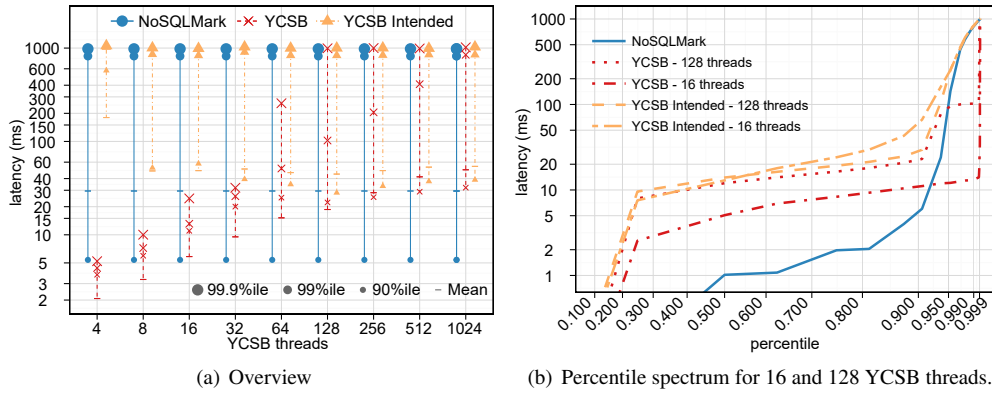 NoSQLMark YCSB YCSB Intended
latency (ms)
1000
600
400
300
200
150
100
60
40
30
20
15
10
5
3
2
99.9%ile 99%ile 90%ile Mean
4 8 16 32 64 128 256 512 1024
YCSB threads
(a) Overview
latency (ms)
1000
500
200
100
50
20
10
5
2
1
NoSQLMark
YCSB - 128 threads
YCSB - 16 threads
YCSB Intended - 128 threads
YCSB Intended - 16 threads
0.100 0.200 0.300 0.400 0.500 0.600 0.700 0.800 0.900 0.950 0.990 0.999
percentile
(b) Percentile spectrum for 16 and 128 YCSB threads.